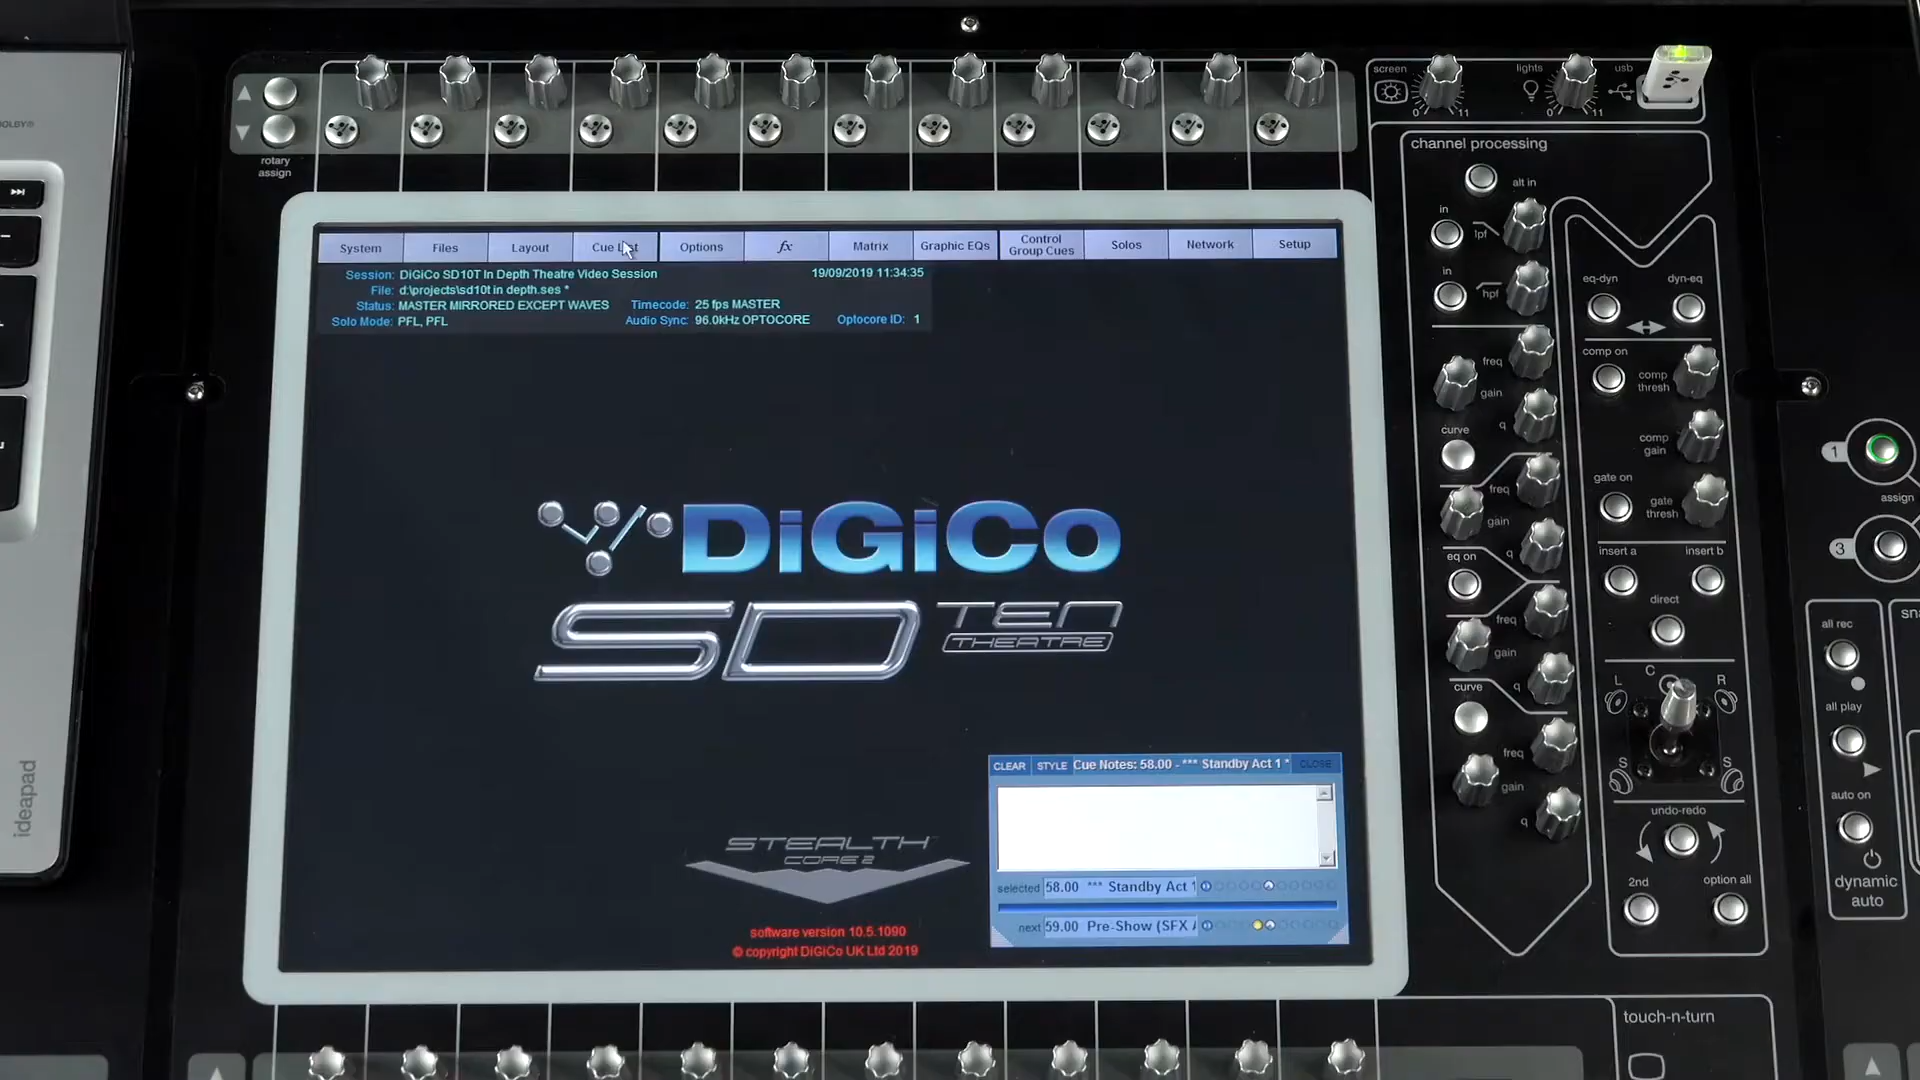 screen
lights
usb
0 11
0 11
rotary
assign
channel processing
alt in
in
lpf
in
hpf
eq-dyn
dyn-eq
System
Files
Layout
Cue List
Options
fx
Matrix
Graphic EQs
Control
Group Cues
Solos
Network
Setup
Session: DiGiCo SD10T In Depth Theatre Video Session
19/09/2019 11:34:35
File: d:\projects\sd10t in depth.ses *
Status: MASTER MIRRORED EXCEPT WAVES
Timecode: 25 fps MASTER
Solo Mode: PFL, PFL
Audio Sync: 96.0kHz OPTOCORE
Optocore ID: 1
freq
gain
q
curve
freq
gain
q
eq on
freq
gain
q
curve
freq
gain
q
comp on
comp
thresh
comp
gain
gate on
gate
thresh
insert a
insert b
direct
C
L
R
S
S
undo-redo
2nd
option all
1
assign
3
all rec
all play
auto on
dynamic
auto
DiGiCo
SD TEN
THEATRE
STEALTH
CORE 2
software version 10.5.1090
© copyright DiGiCo UK Ltd 2019
CLEAR
STYLE
Cue Notes: 58.00 - *** Standby Act 1 *
CLOSE
selected 58.00 *** Standby Act 1
next 59.00 Pre-Show (SFX
touch-n-turn
ideapad